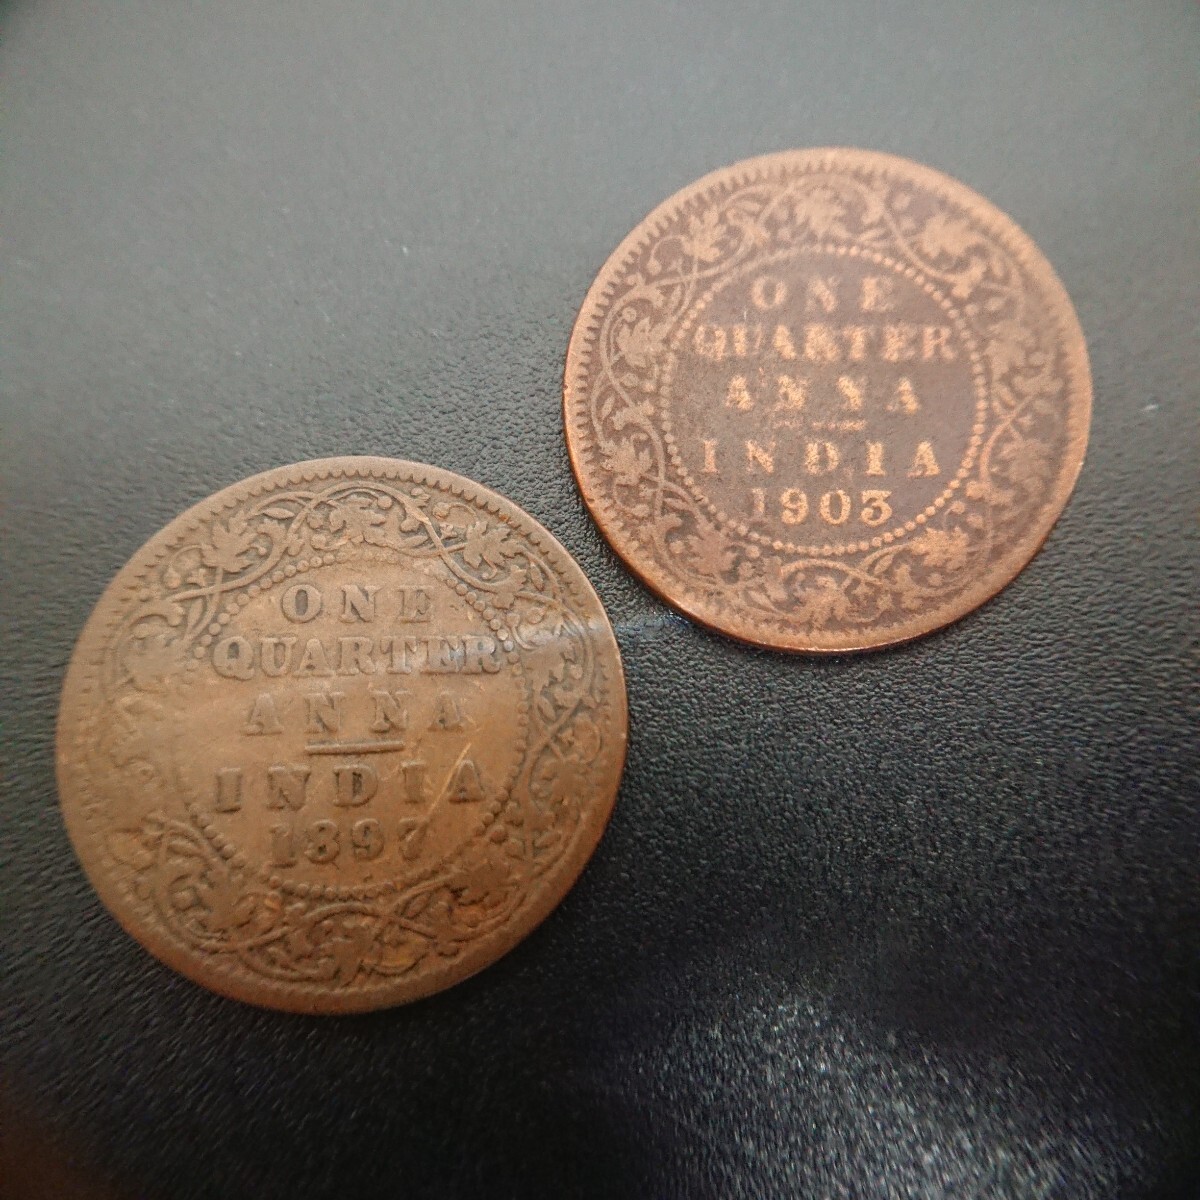 ONE
QUARTER
ANNA
INDIA
1903
ONE
QUARTER
ANNA
INDIA
1897